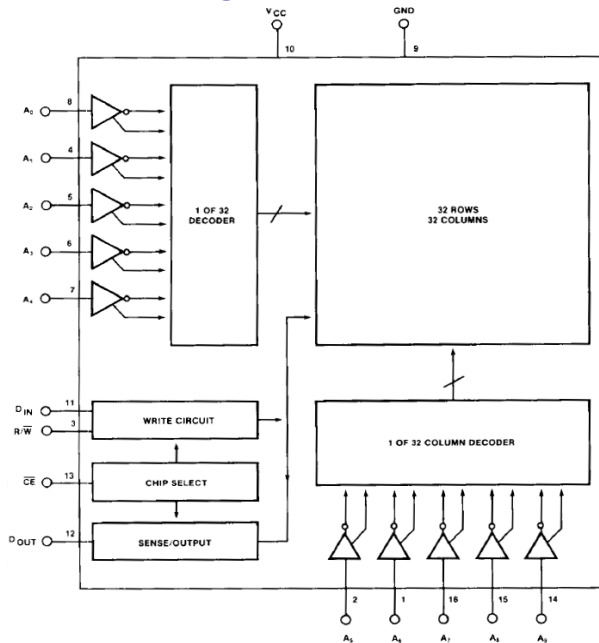 VCC
GND
10
9
8
A0
4
A1
5
A2
6
A3
7
A4
1 OF 32
DECODER
32 ROWS
32 COLUMNS
11
DIN
3
R/W̅
WRITE CIRCUIT
13
C̅E̅
CHIP SELECT
12
DOUT
SENSE/OUTPUT
1 OF 32 COLUMN DECODER
2
1
16
15
14
A5
A6
A7
A8
A9